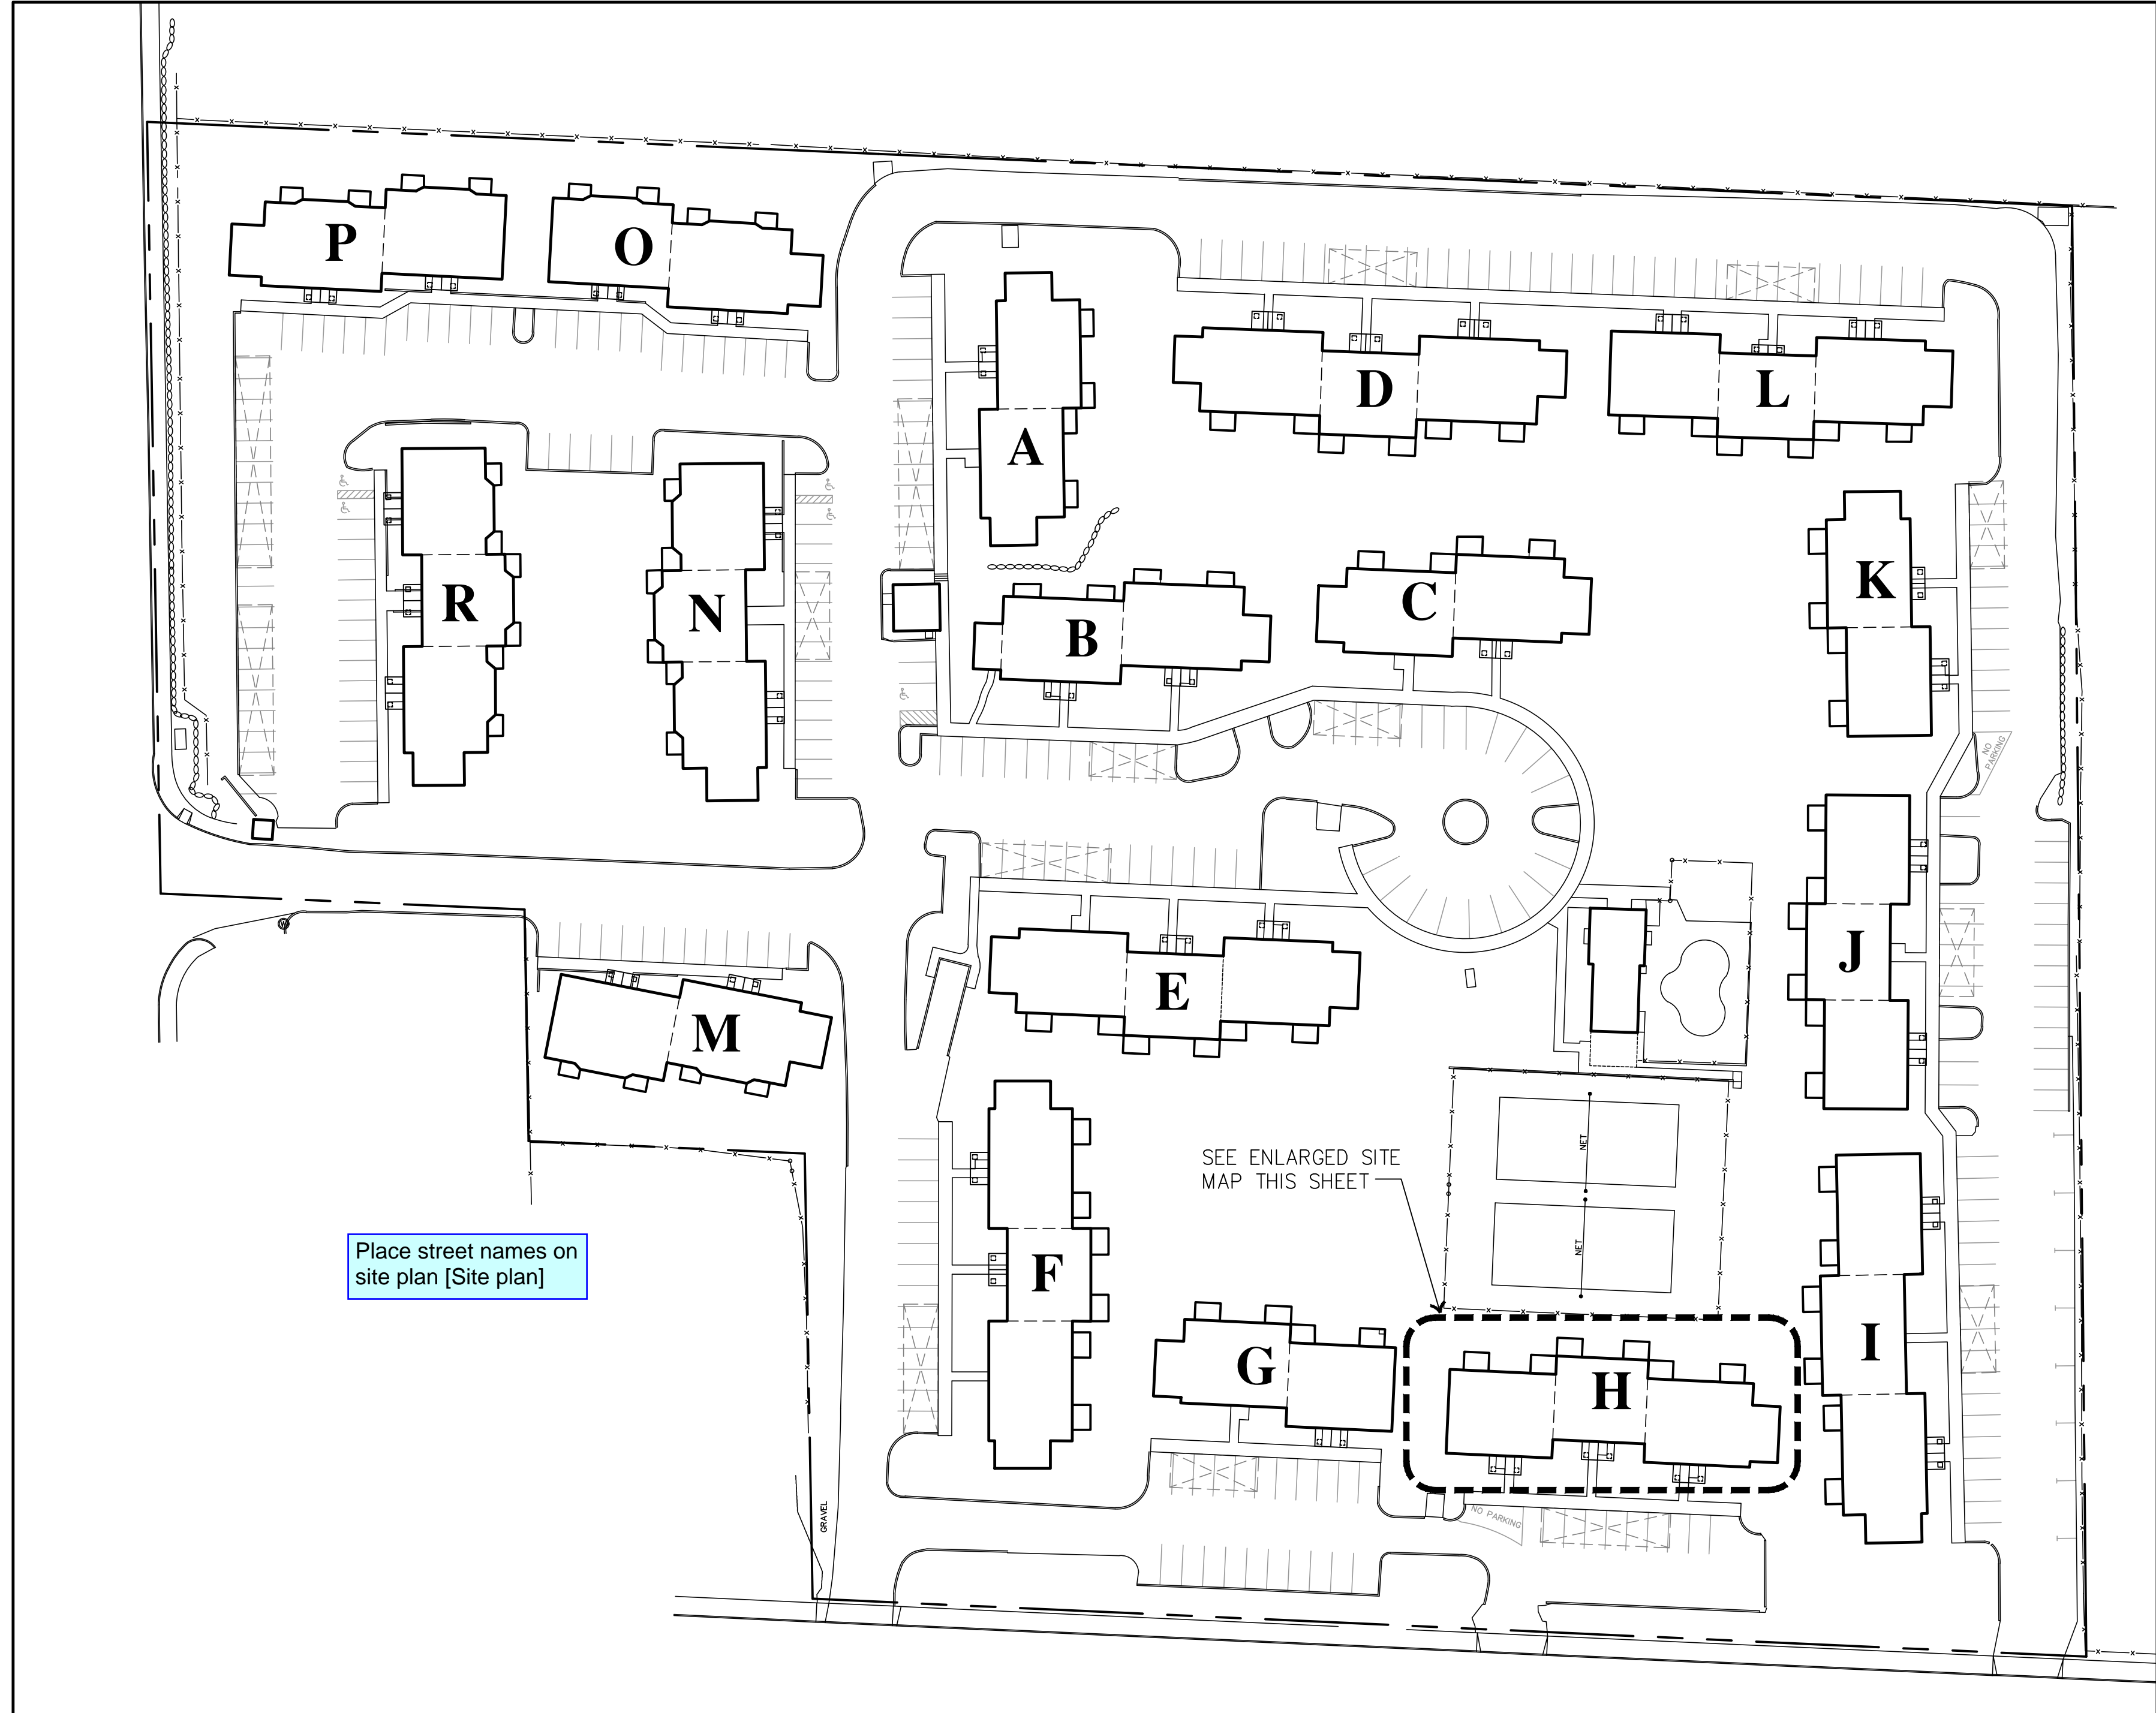 P
O
A
D
L
R
N
B
C
K
NO
PARKING
E
J
M
SEE ENLARGED SITE
MAP THIS SHEET
NET
NET
Place street names on
site plan [Site plan]
F
G
H
I
NO PARKING
GRAVEL